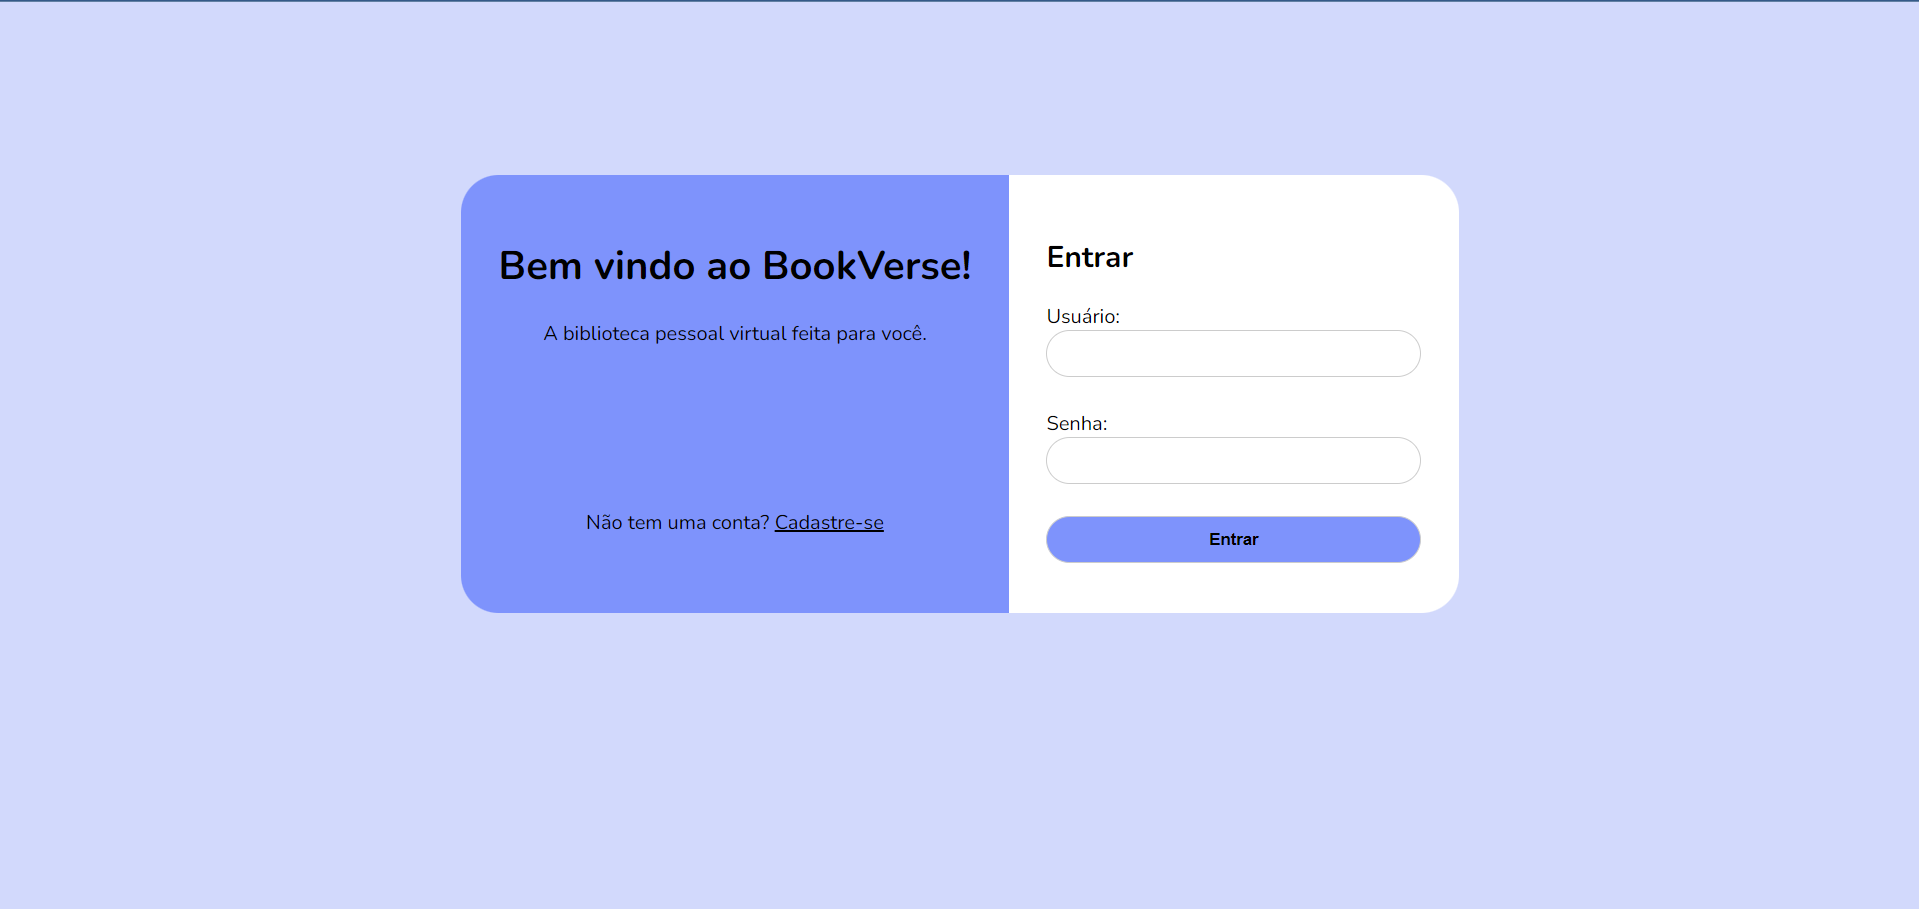 Bem vindo ao BookVerse!
A biblioteca pessoal virtual feita para você.
Não tem uma conta? Cadastre-se
Entrar
Usuário:
Senha:
Entrar